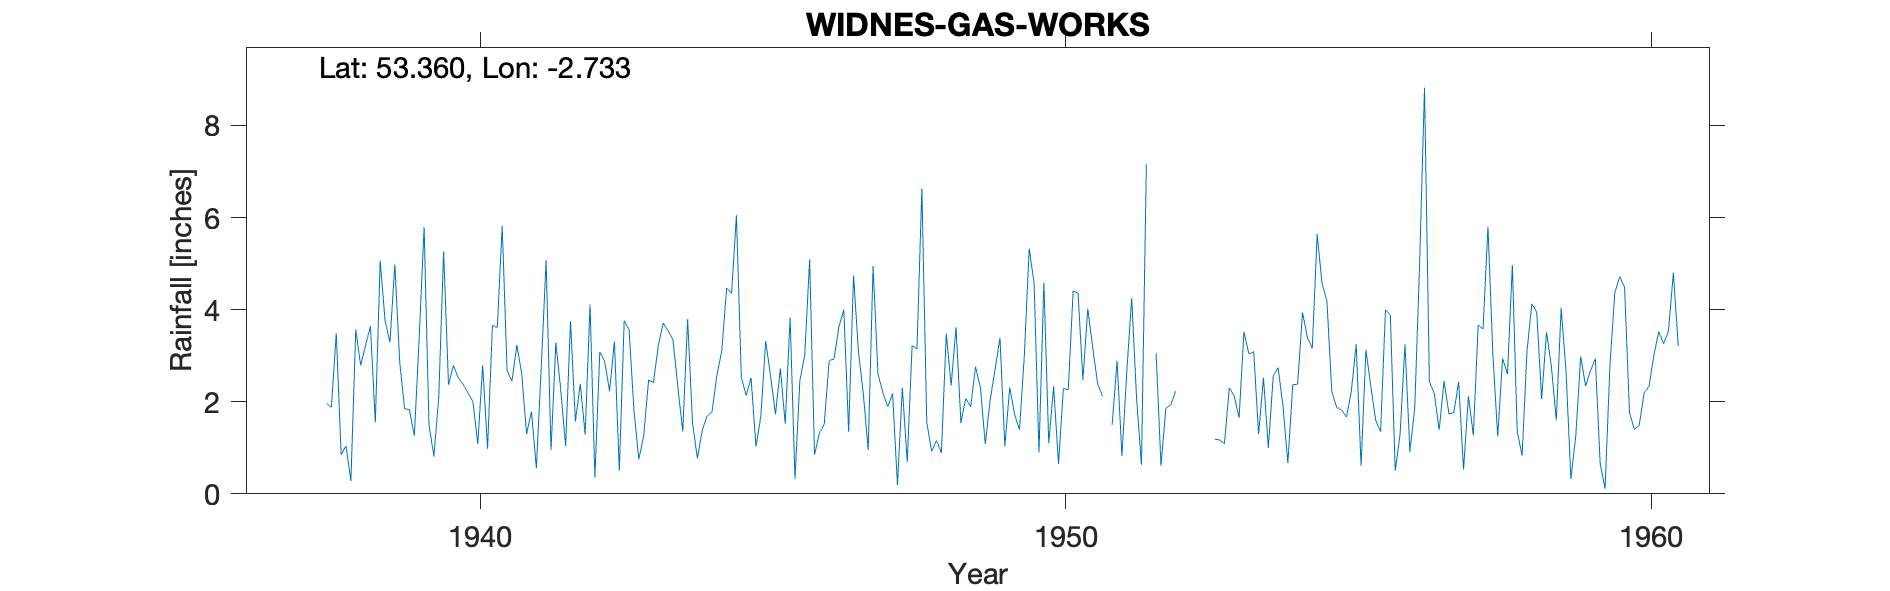 WIDNES-GAS-WORKS
Lat: 53.360, Lon: -2.733
8
6
4
2
0
Rainfall [inches]
1940
1950
1960
Year